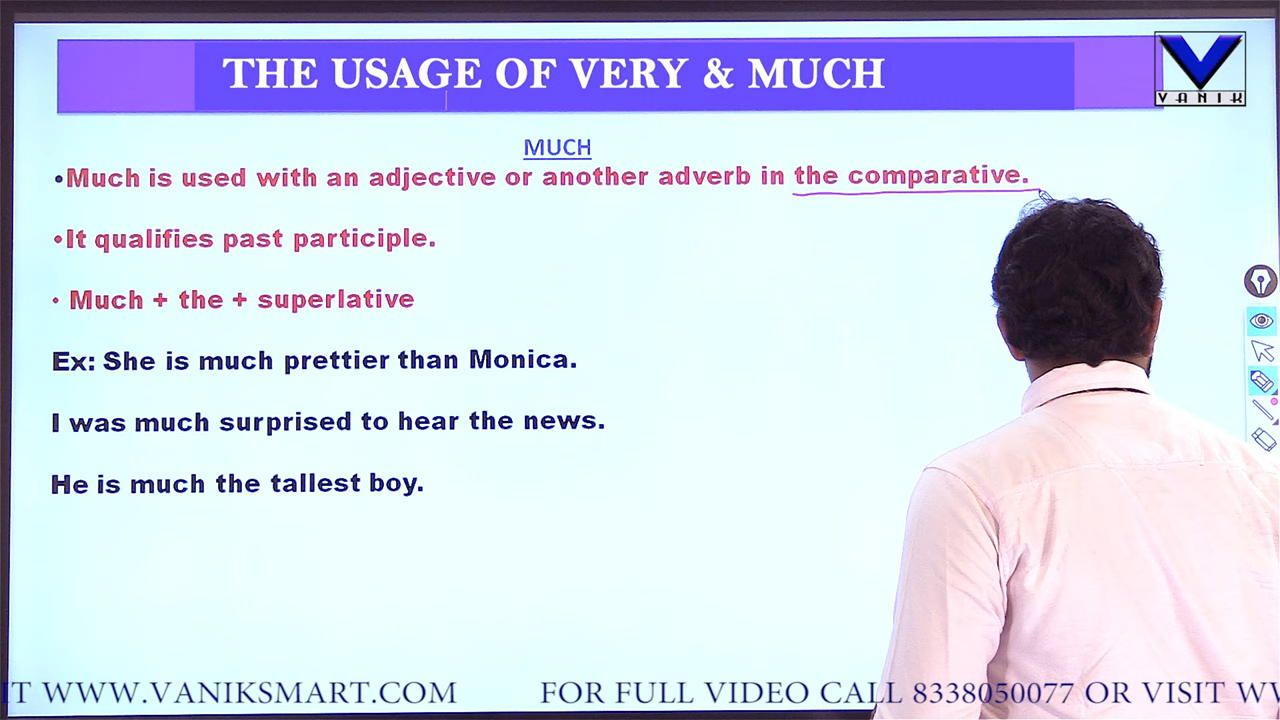 THE USAGE OF VERY & MUCH
VANIK
MUCH
•Much is used with an adjective or another adverb in the comparative.
•It qualifies past participle.
• Much + the + superlative
Ex: She is much prettier than Monica.
I was much surprised to hear the news.
He is much the tallest boy.
IT WWW.VANIKSMART.COM FOR FULL VIDEO CALL 8338050077 OR VISIT WW